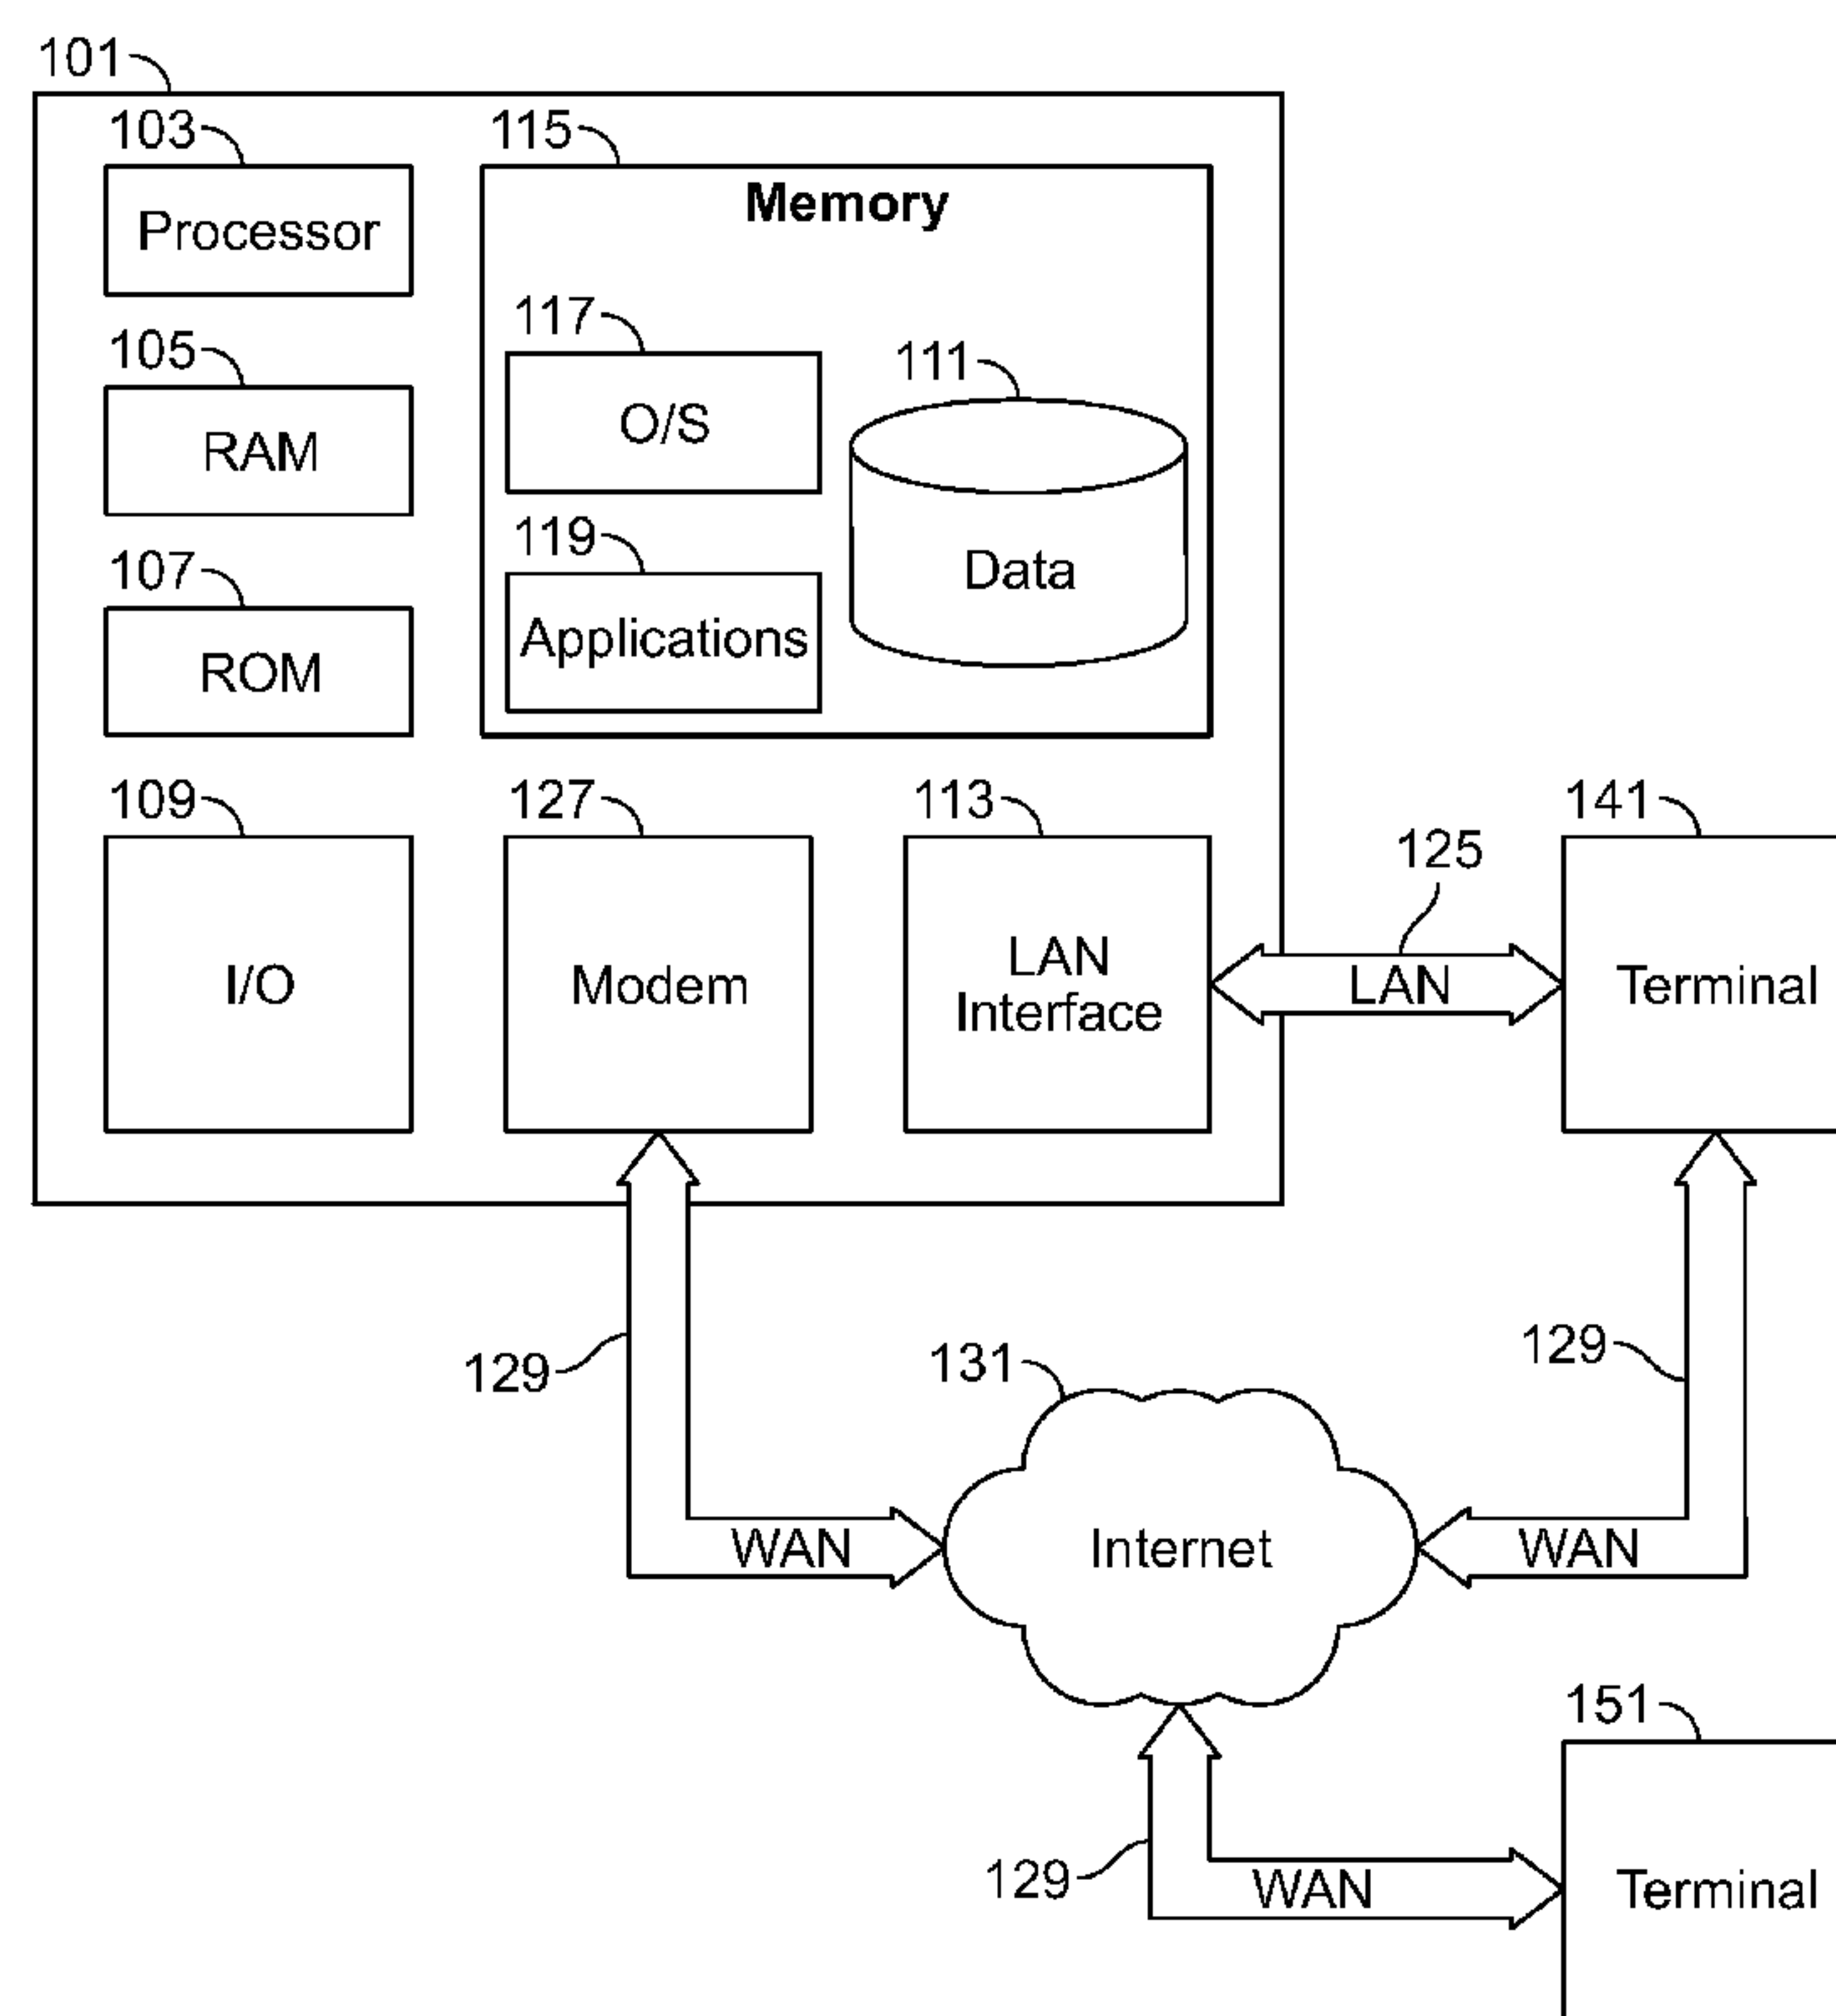 101
103
115
Processor
Memory
117
105
111
O/S
RAM
119
107
Data
Applications
ROM
109
127
113
141
125
I/O
Modem
LAN
Interface
LAN
Terminal
129
131
129
WAN
Internet
WAN
151
129
WAN
Terminal